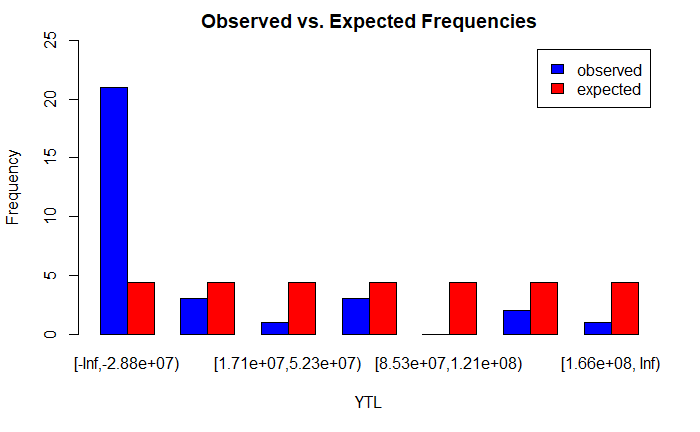 Observed vs. Expected Frequencies
observed
expected
Frequency
25
20
15
10
5
0
[-Inf,-2.88e+07) [1.71e+07,5.23e+07) [8.53e+07,1.21e+08) [1.66e+08, Inf)
YTL